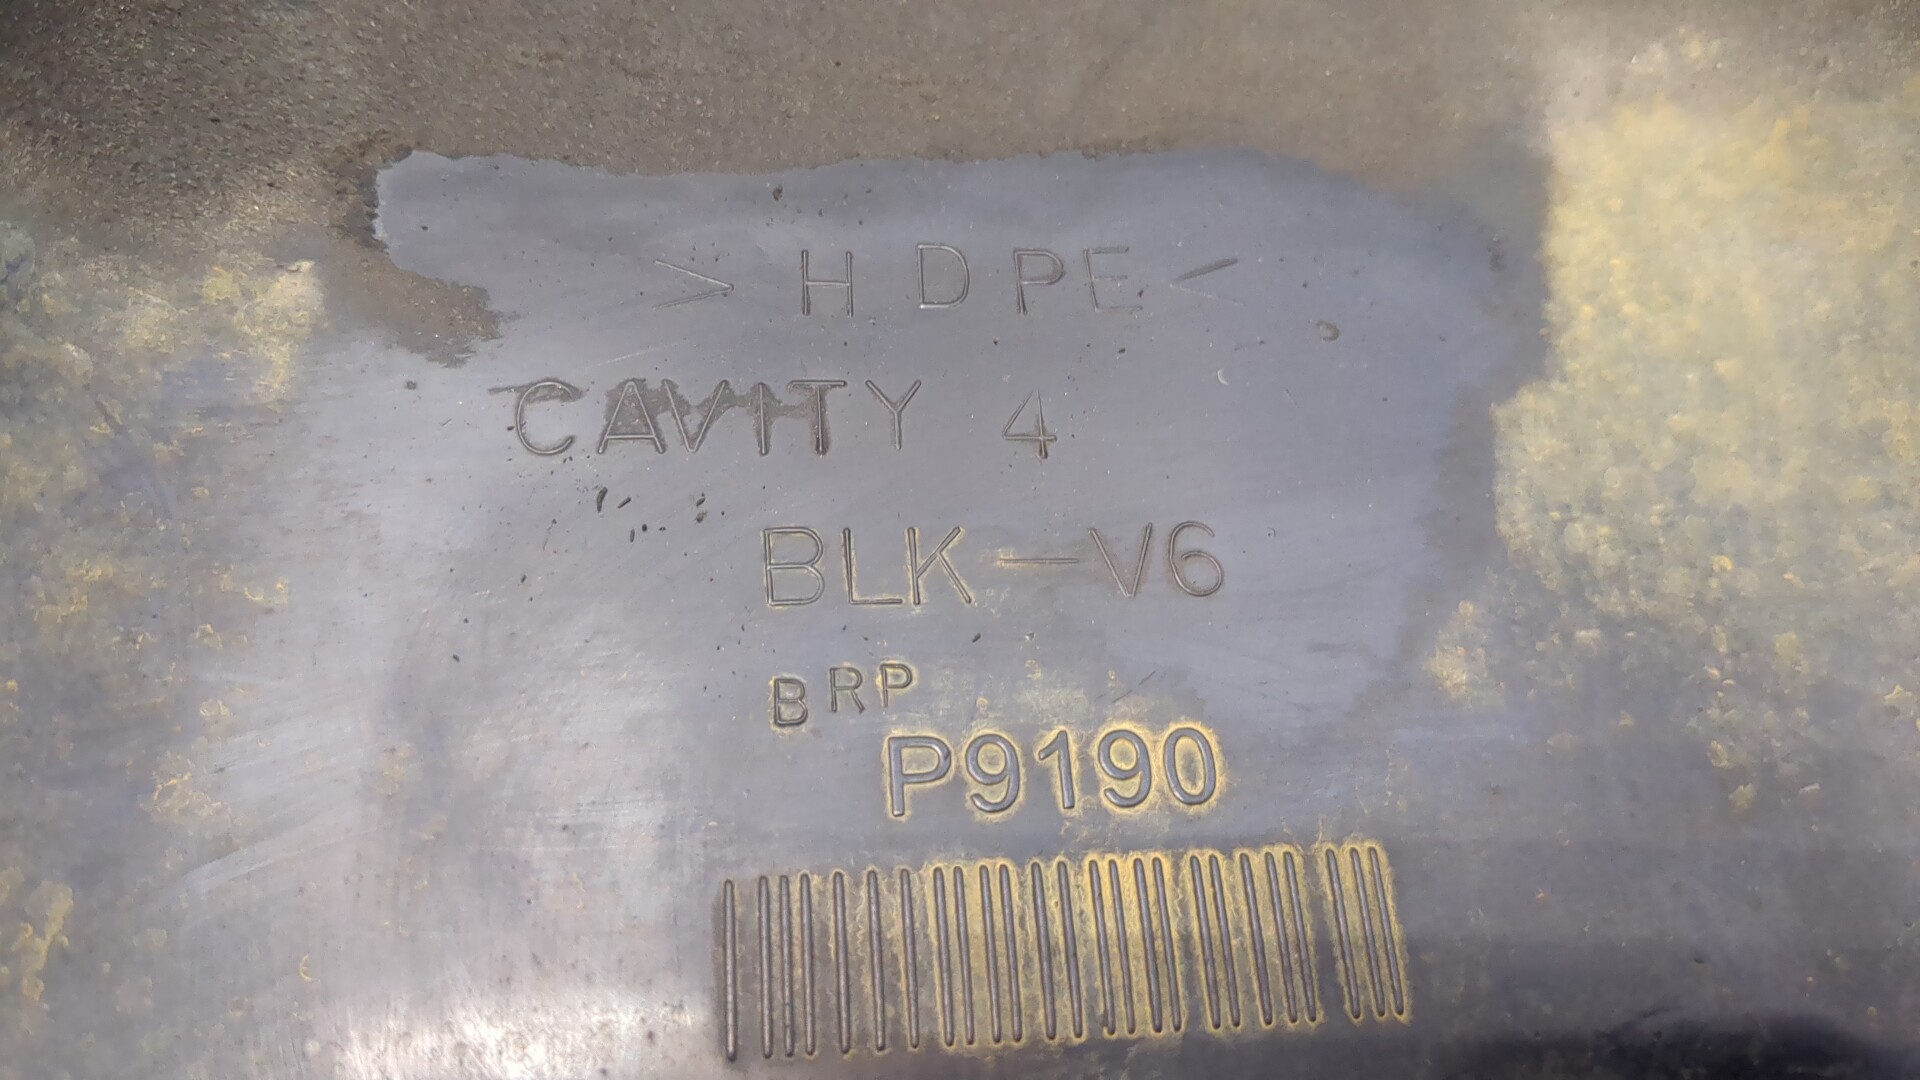 >HDPE<
CAVITY 4
BLK-V6
BRP
P9190